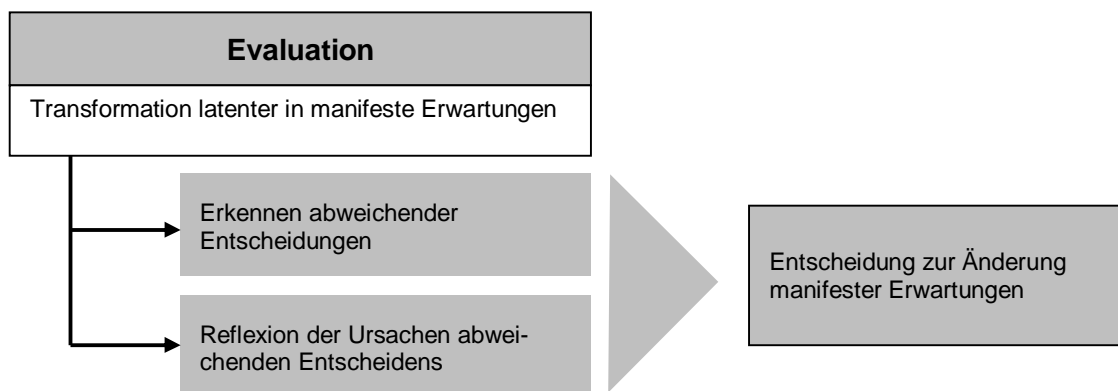 Evaluation
Transformation latenter in manifeste Erwartungen
Erkennen abweichender
Entscheidungen
Reflexion der Ursachen abwei-
chenden Entscheidens
Entscheidung zur Änderung
manifester Erwartungen